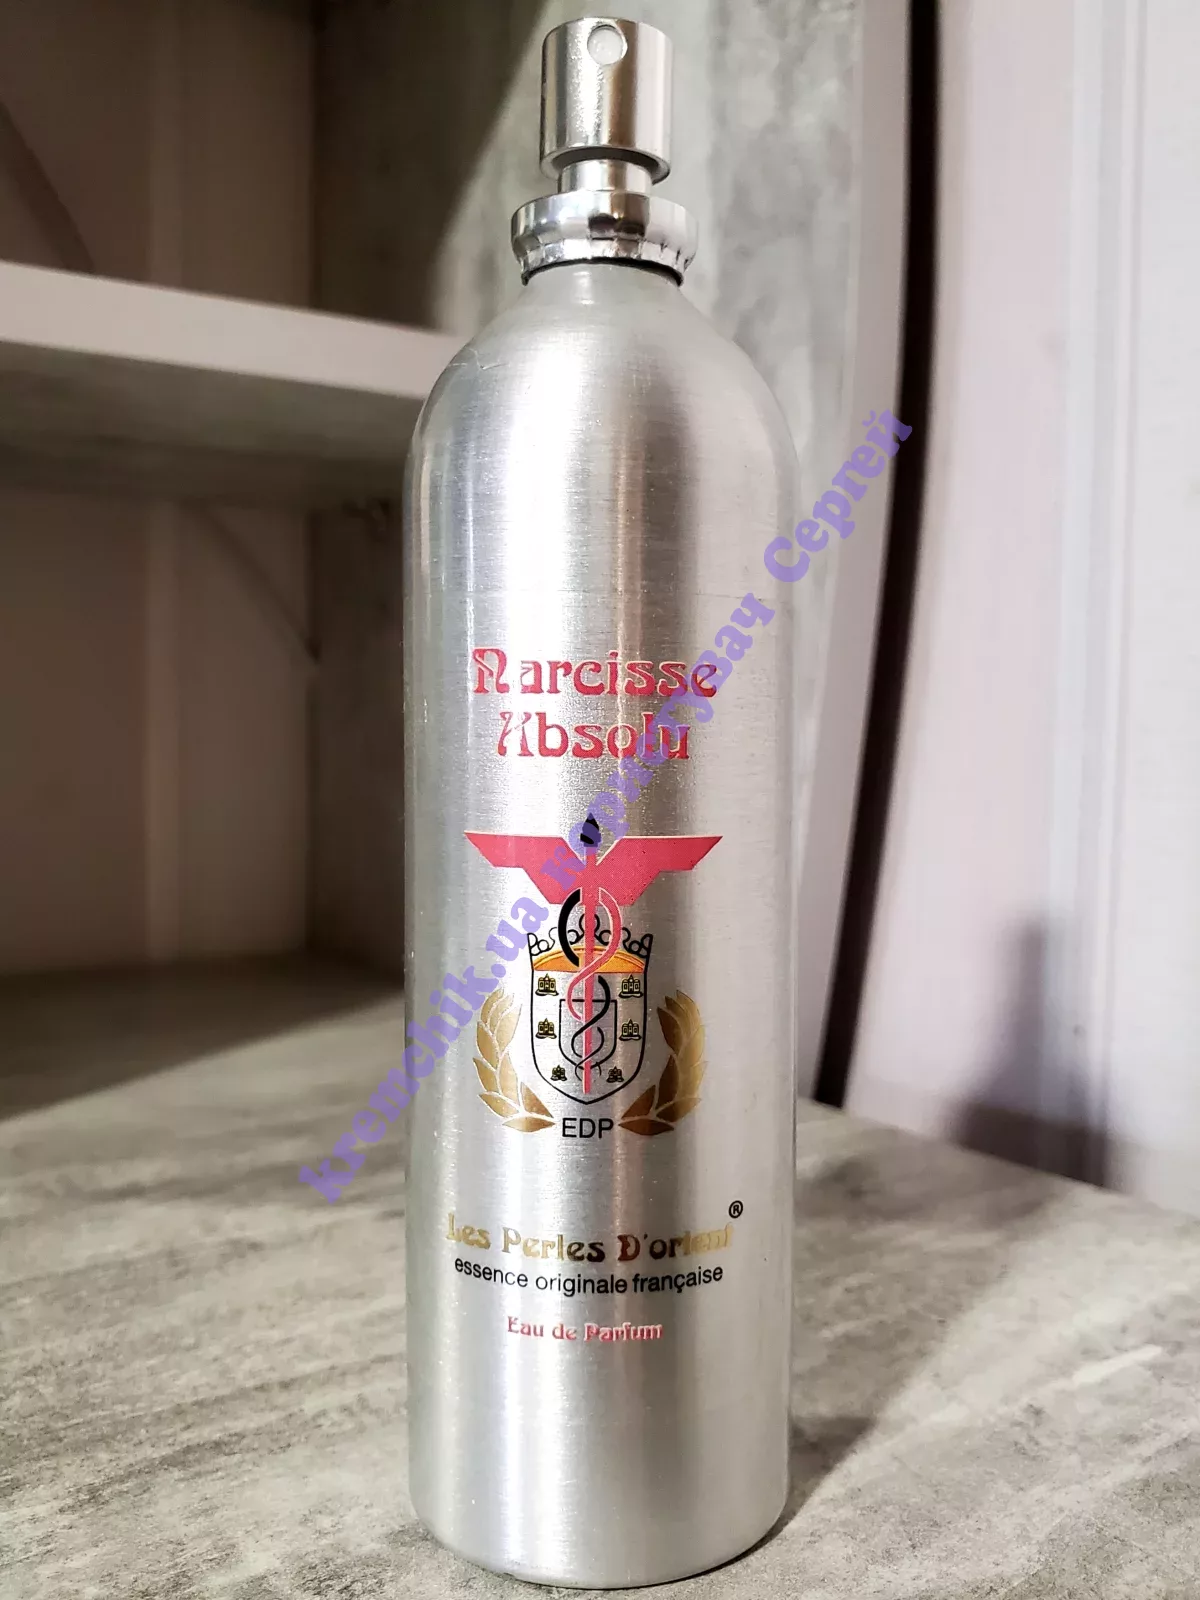 Narcisse
Absolu
EDP
Les Perles D'orient®
essence originale française
Eau de Parfum
kremchik.ua користувач Сергей